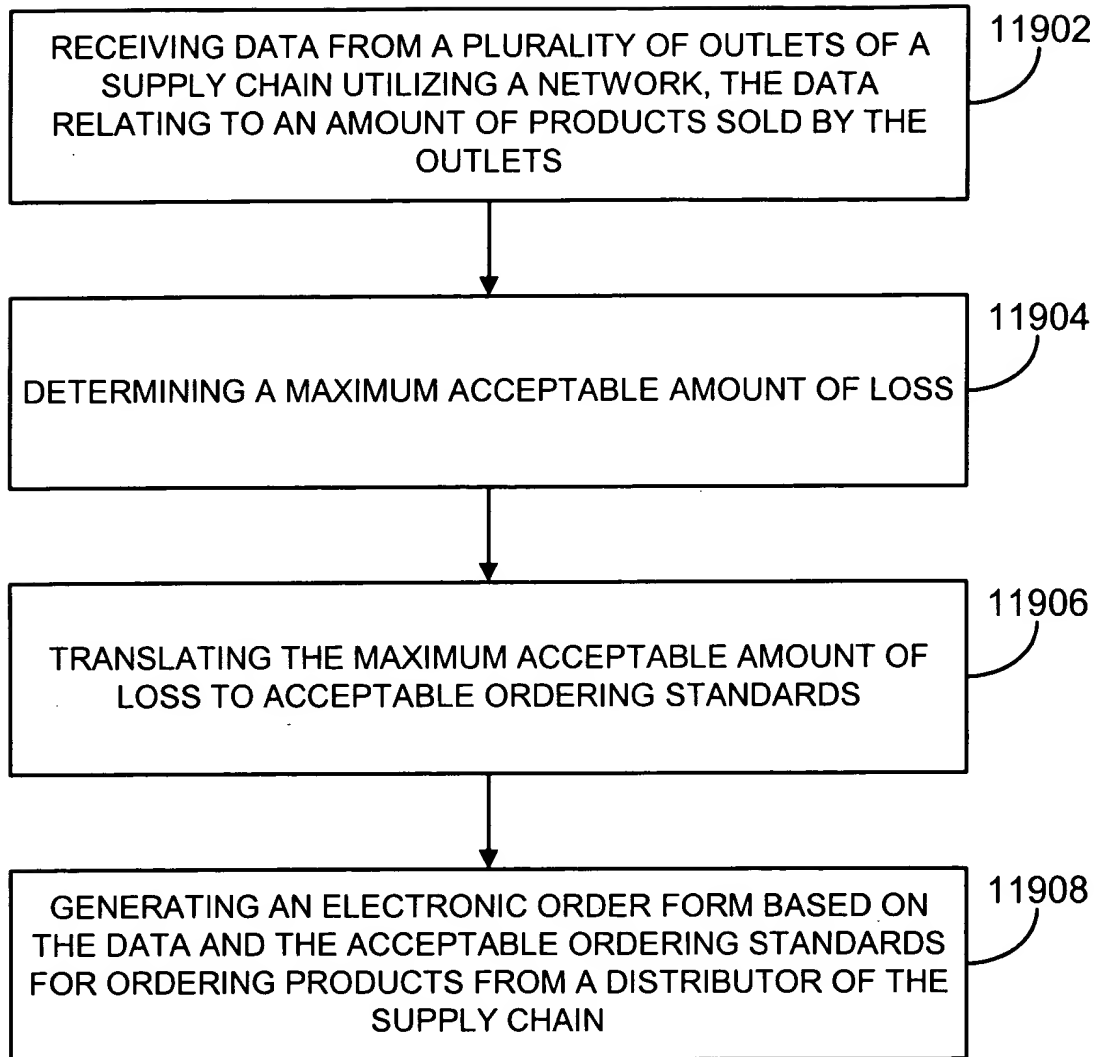 RECEIVING DATA FROM A PLURALITY OF OUTLETS OF A
SUPPLY CHAIN UTILIZING A NETWORK, THE DATA
RELATING TO AN AMOUNT OF PRODUCTS SOLD BY THE
OUTLETS
11902
DETERMINING A MAXIMUM ACCEPTABLE AMOUNT OF LOSS
11904
TRANSLATING THE MAXIMUM ACCEPTABLE AMOUNT OF
LOSS TO ACCEPTABLE ORDERING STANDARDS
11906
GENERATING AN ELECTRONIC ORDER FORM BASED ON
THE DATA AND THE ACCEPTABLE ORDERING STANDARDS
FOR ORDERING PRODUCTS FROM A DISTRIBUTOR OF THE
SUPPLY CHAIN
11908